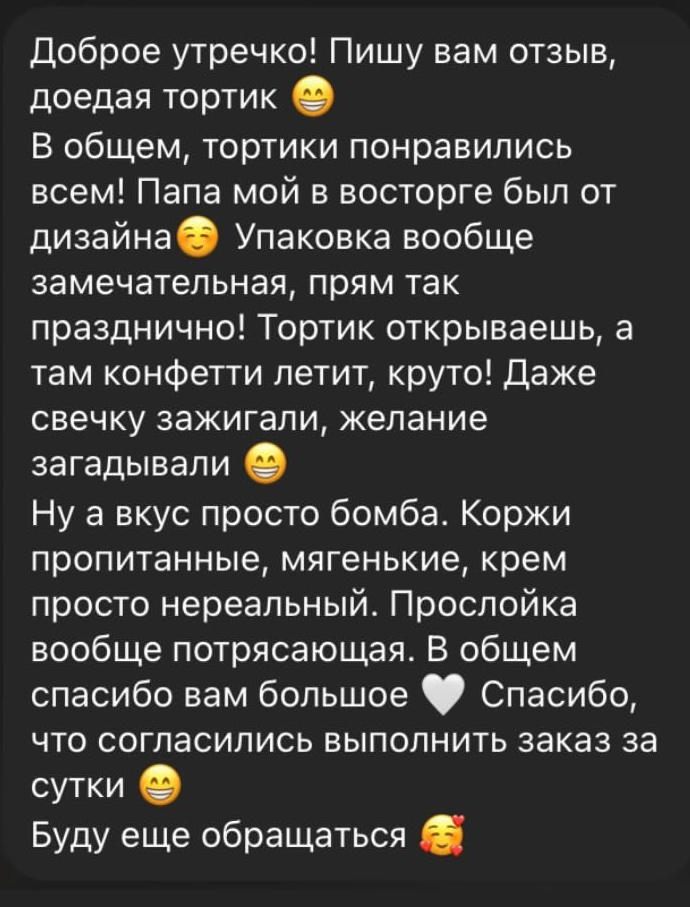 Доброе утречко! Пишу вам отзыв,
доедая тортик 😁
В общем, тортики понравились
всем! Папа мой в восторге был от
дизайна☺️ Упаковка вообще
замечательная, прям так
празднично! Тортик открываешь, а
там конфетти летит, круто! Даже
свечку зажигали, желание
загадывали 😁
Ну а вкус просто бомба. Коржи
пропитанные, мягенькие, крем
просто нереальный. Прослойка
вообще потрясающая. В общем
спасибо вам большое 🤍 Спасибо,
что согласились выполнить заказ за
сутки 😁
Буду еще обращаться 🥰